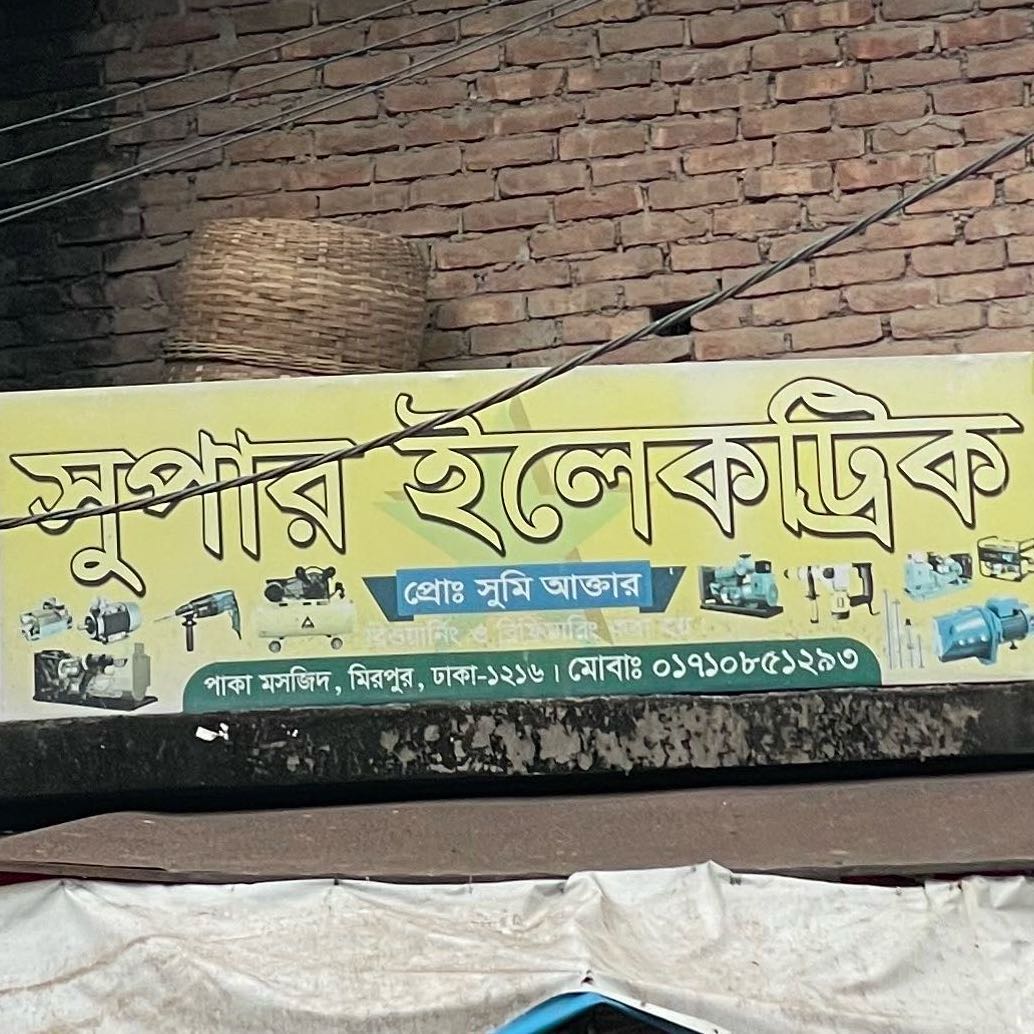 সুপার ইলেকট্রিক
প্রোঃ সুমি আক্তার
পাকা মসজিদ, মিরপুর, ঢাকা-১২১৬। মোবাঃ ০১৭১০৮৫১২৯৩